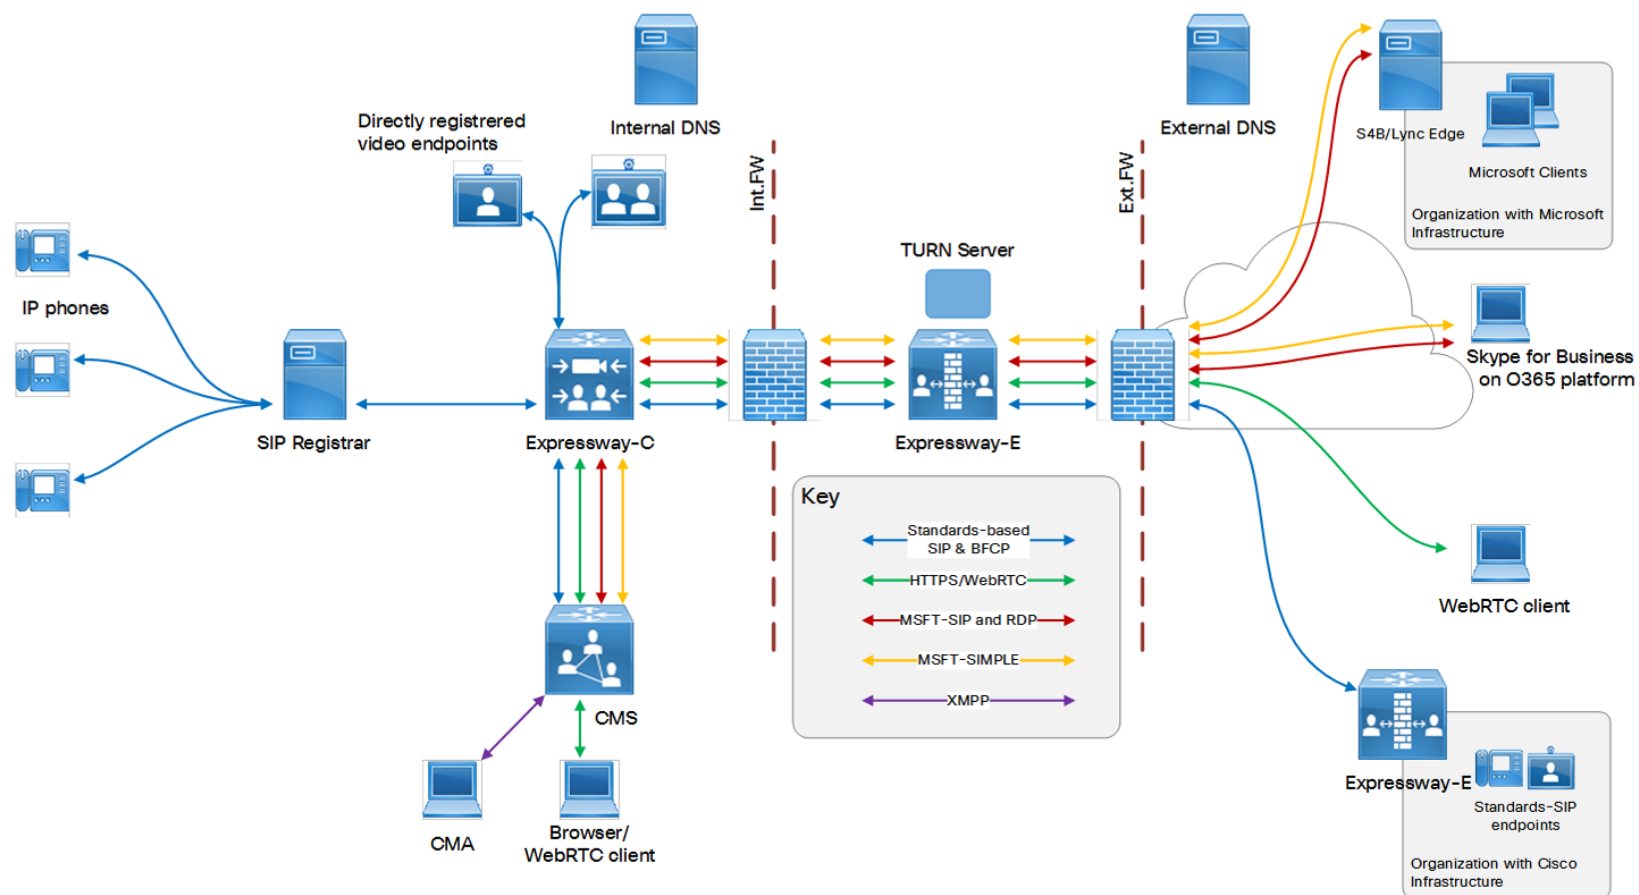 Directly registrered
video endpoints
Internal DNS
External DNS
S4B/Lync Edge
Microsoft Clients
Organization with Microsoft
Infrastructure
Int.FW
Ext.FW
TURN Server
IP phones
SIP Registrar
Expressway-C
Expressway-E
Skype for Business
on O365 platform
Key
Standards-based
SIP & BFCP
HTTPS/WebRTC
MSFT-SIP and RDP
MSFT-SIMPLE
XMPP
WebRTC client
CMS
CMA
Browser/
WebRTC client
Expressway-E
Standards-SIP
endpoints
Organization with Cisco
Infrastructure